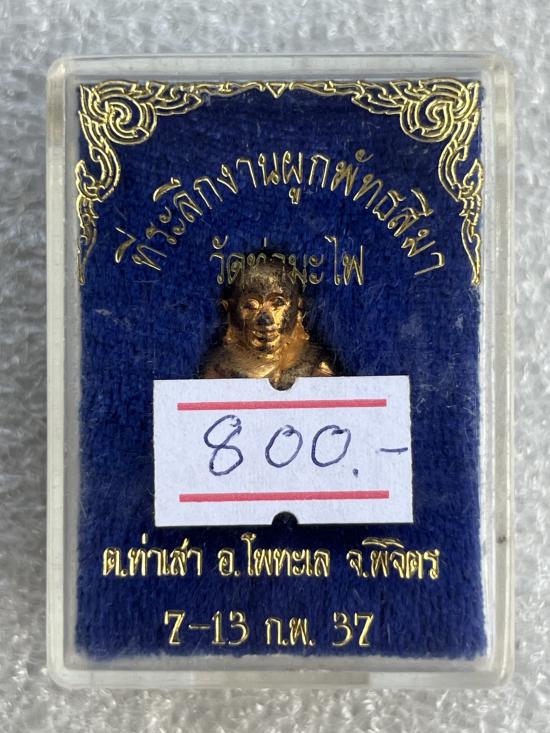 ที่ระลึกงานผูกพัทธสีมา
วัดท่ามะไฟ
800.-
ต.ท่าเสา อ.โพทะเล จ.พิจิตร
7-13 ก.พ. 37